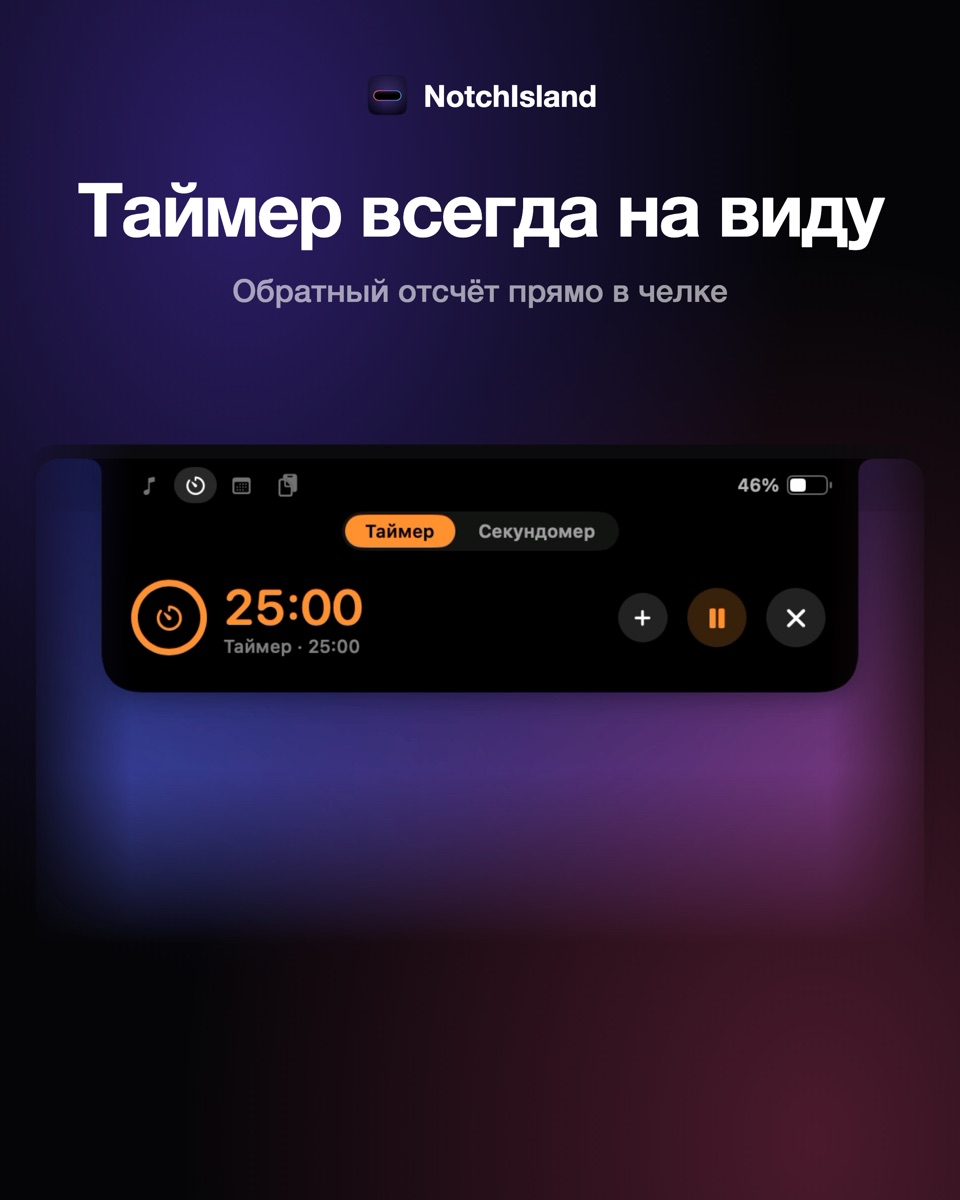 NotchIsland
Таймер всегда на виду
Обратный отсчёт прямо в челке
46%
Таймер Секундомер
25:00
Таймер · 25:00